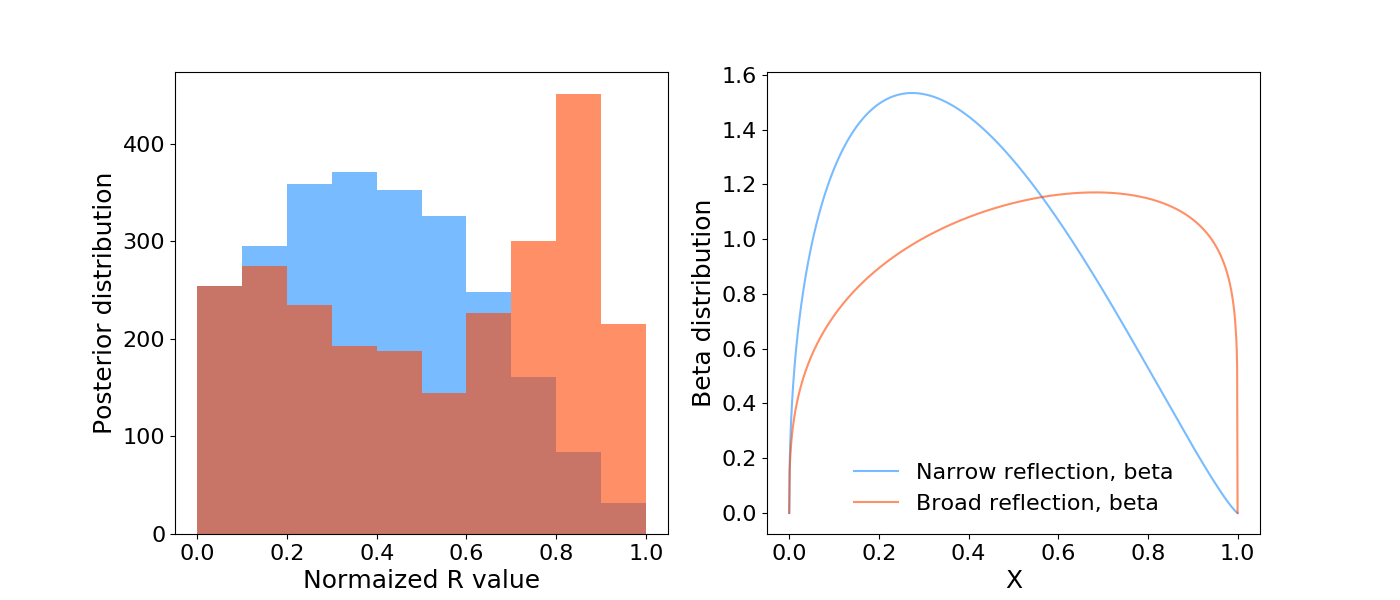 Posterior distribution
400
300
200
100
0
0.0 0.2 0.4 0.6 0.8 1.0
Normaized R value
Beta distribution
1.6
1.4
1.2
1.0
0.8
0.6
0.4
0.2
0.0
Narrow reflection, beta
Broad reflection, beta
0.0 0.2 0.4 0.6 0.8 1.0
X